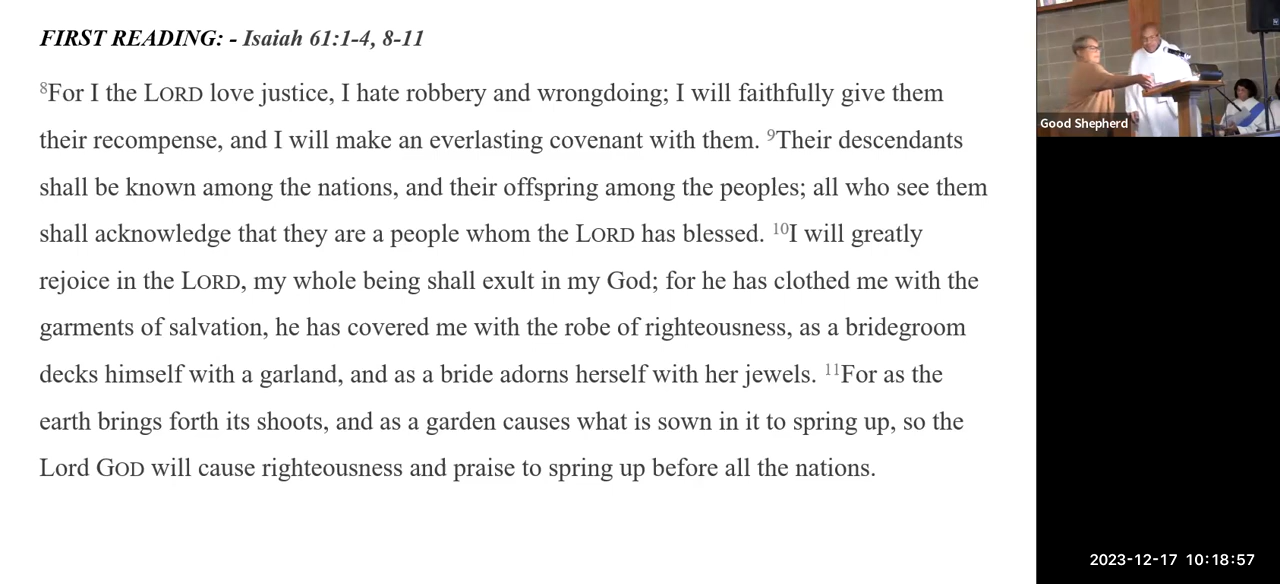 FIRST READING: - Isaiah 61:1-4, 8-11
8For I the LORD love justice, I hate robbery and wrongdoing; I will faithfully give them
their recompense, and I will make an everlasting covenant with them. 9Their descendants
shall be known among the nations, and their offspring among the peoples; all who see them
shall acknowledge that they are a people whom the LORD has blessed. 10I will greatly
rejoice in the LORD, my whole being shall exult in my God; for he has clothed me with the
garments of salvation, he has covered me with the robe of righteousness, as a bridegroom
decks himself with a garland, and as a bride adorns herself with her jewels. 11For as the
earth brings forth its shoots, and as a garden causes what is sown in it to spring up, so the
Lord GOD will cause righteousness and praise to spring up before all the nations.
Good Shepherd
2023-12-17 10:18:57